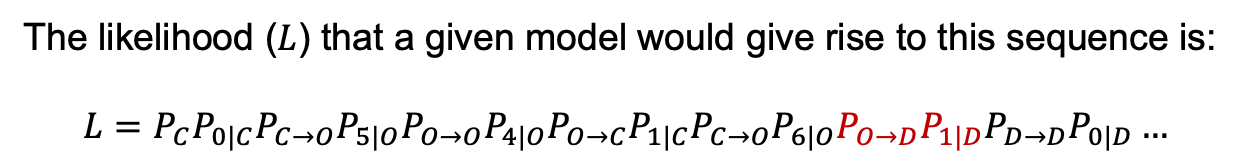 The likelihood (L) that a given model would give rise to this sequence is:
L = P_C P_{0|C} P_{C→O} P_{5|O} P_{O→O} P_{4|O} P_{O→C} P_{1|C} P_{C→O} P_{6|O} P_{O→D} P_{1|D} P_{D→D} P_{0|D} ...